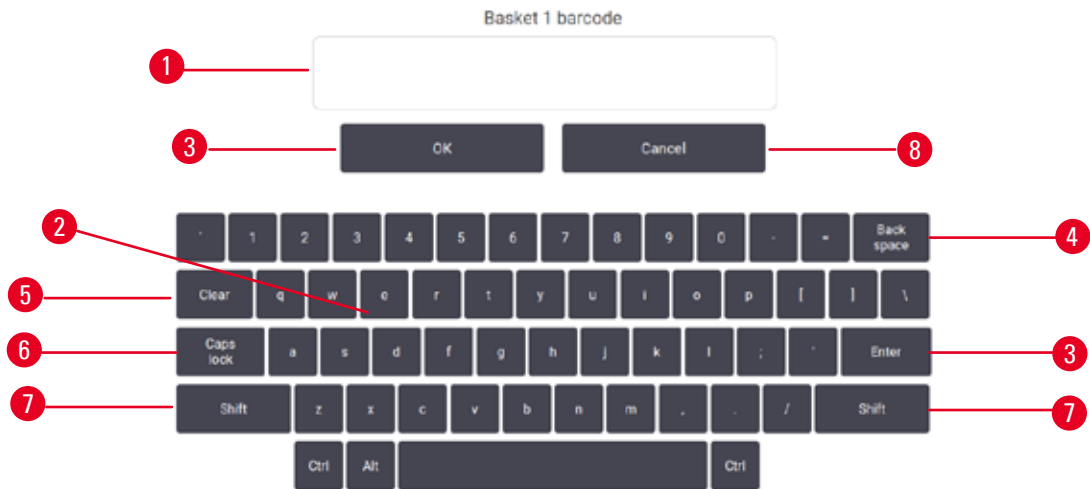 Basket 1 barcode
1
3 OK Cancel 8
2
` 1 2 3 4 5 6 7 8 9 0 - = Back space 4
5 Clear q w e r t y u i o p [ ] \
6 Caps lock a s d f g h j k l ; ' Enter 3
7 Shift z x c v b n m , . / Shift 7
Ctrl Alt Ctrl